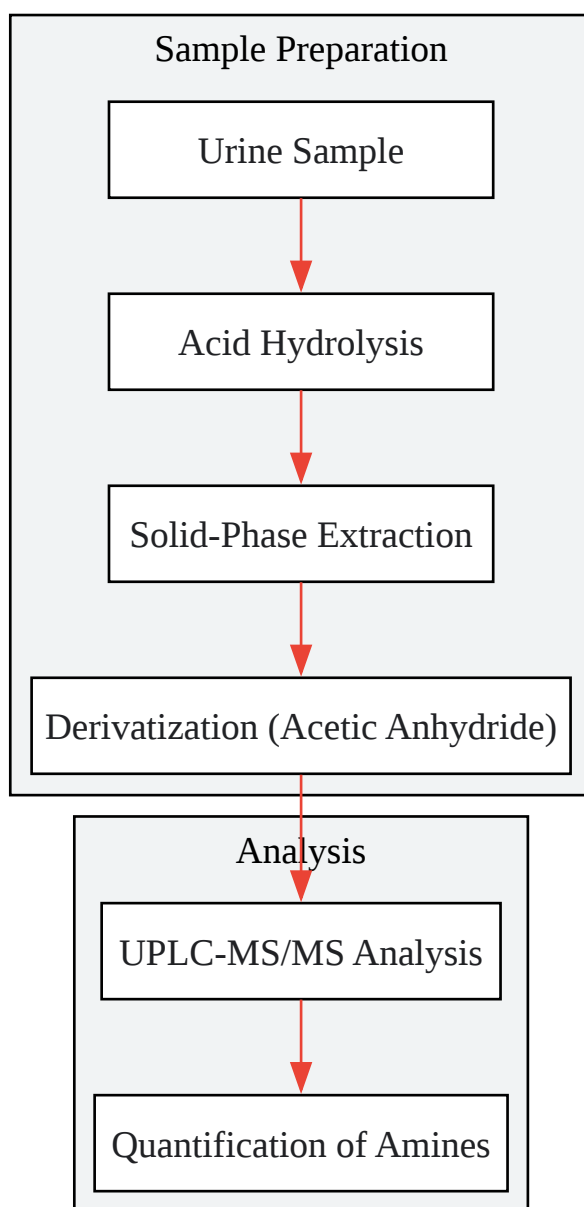 Sample Preparation
Urine Sample
Acid Hydrolysis
Solid-Phase Extraction
Derivatization (Acetic Anhydride)
Analysis
UPLC-MS/MS Analysis
Quantification of Amines